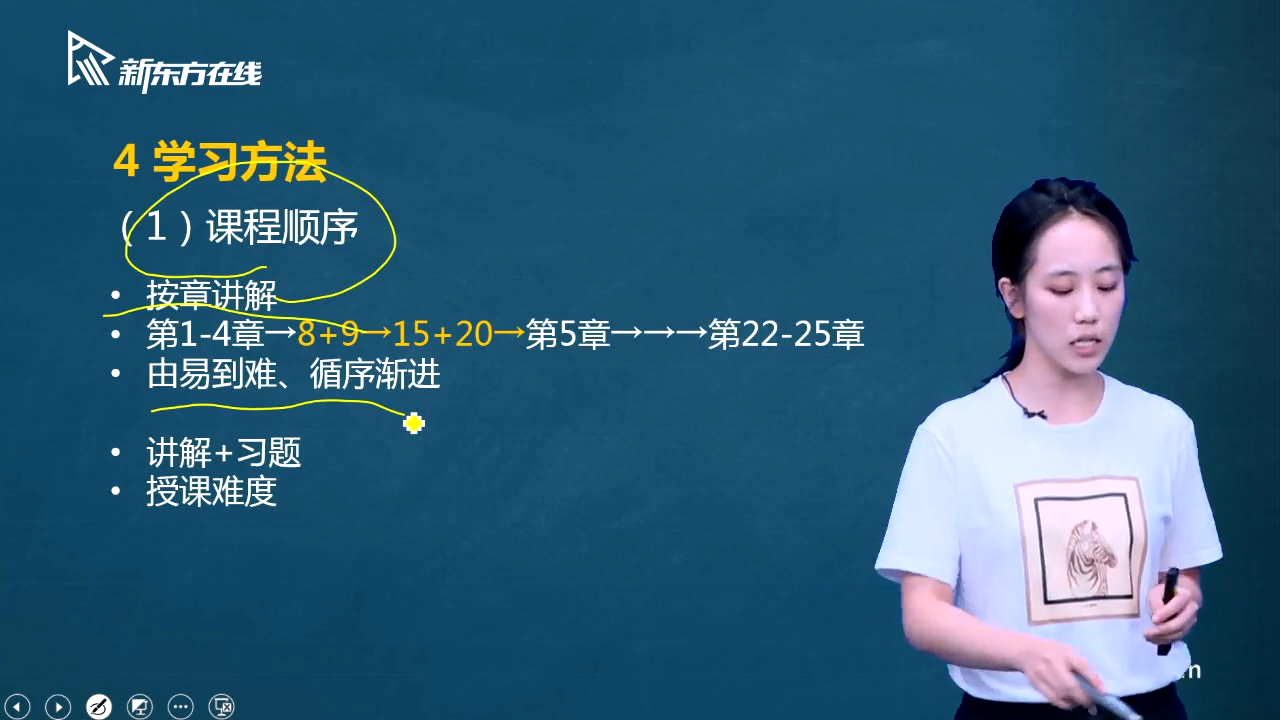 新东方在线
4 学习方法
（1）课程顺序
• 按章讲解
• 第1-4章→8+9→15+20→第5章→→→第22-25章
• 由易到难、循序渐进
• 讲解+习题
• 授课难度